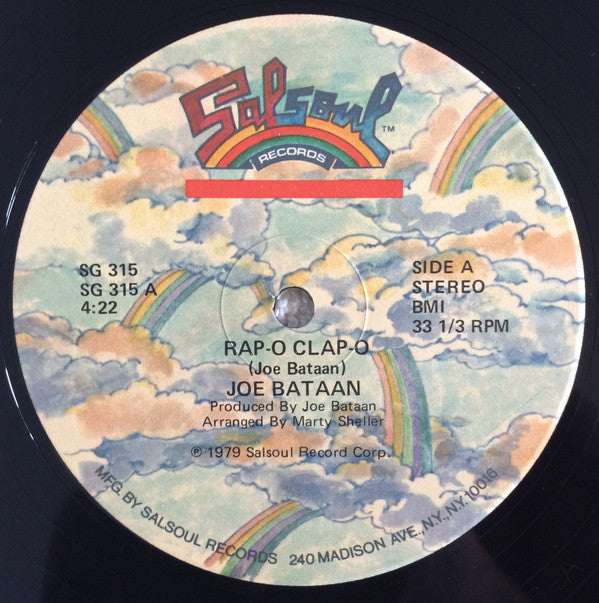 Salsoul ™
RECORDS
SG 315
SG 315 A
4:22
SIDE A
STEREO
BMI
33 1/3 RPM
RAP-O CLAP-O
(Joe Bataan)
JOE BATAAN
Produced By Joe Bataan
Arranged By Marty Sheller
℗ 1979 Salsoul Record Corp.
MFG. BY SALSOUL RECORDS 240 MADISON AVE., N.Y., N.Y. 10016